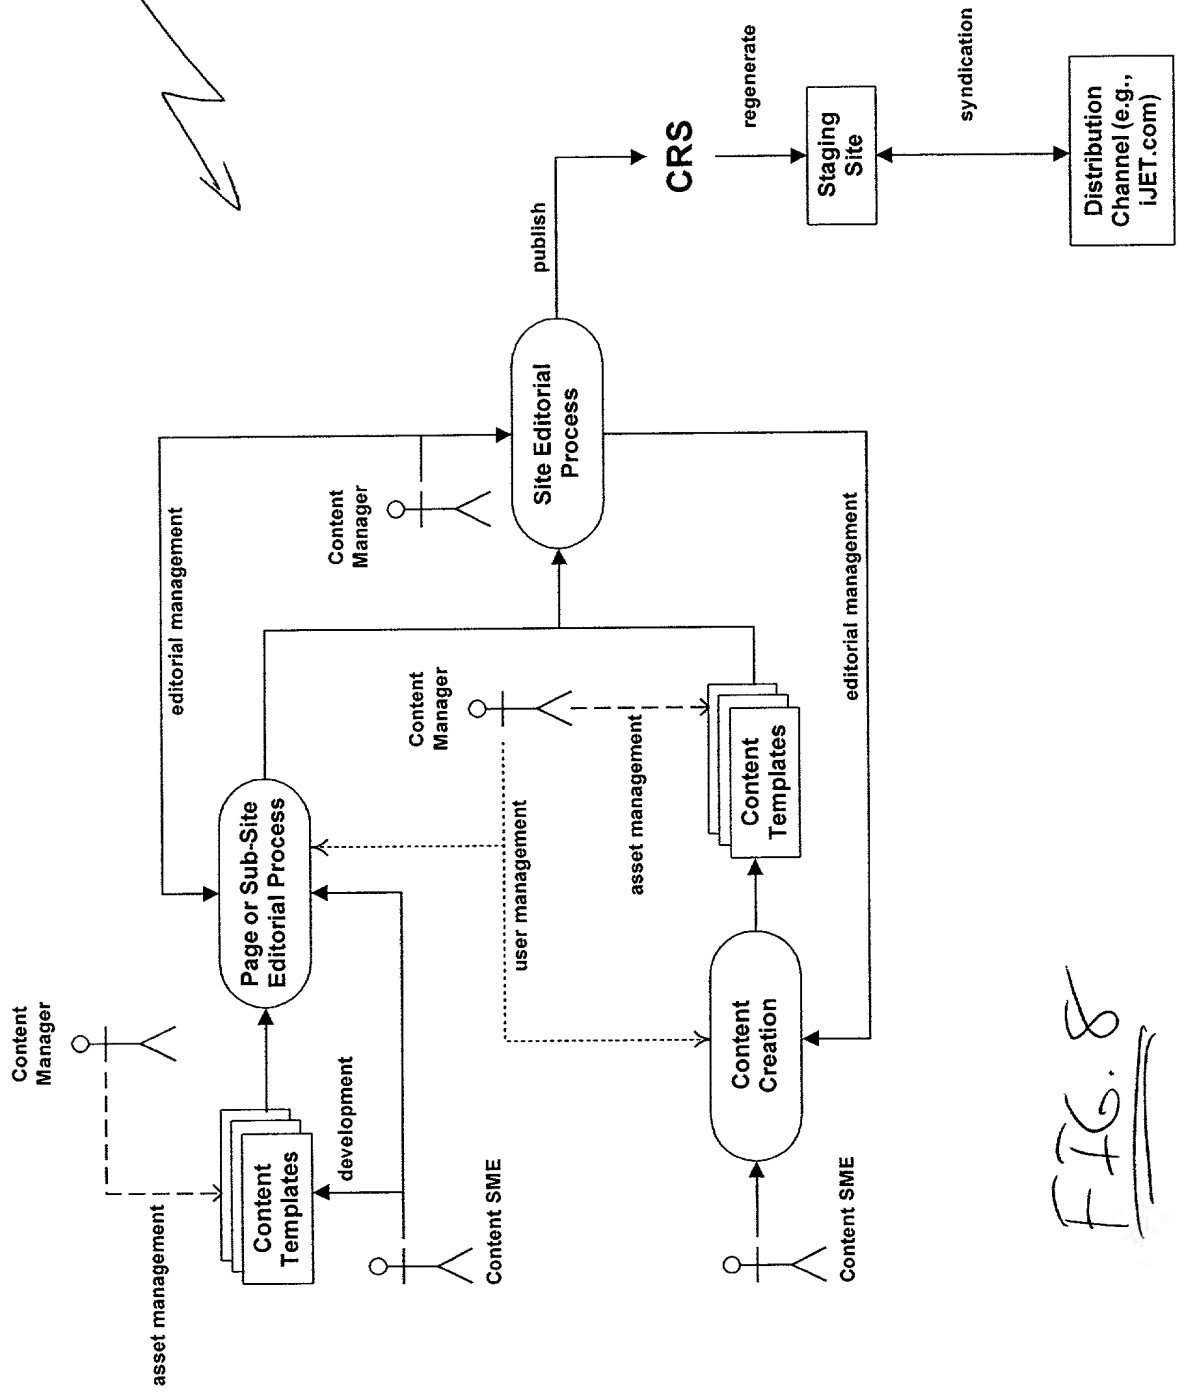 asset management
Content
Manager
Content
Templates
development
Content SME
Page or Sub-Site
Editorial Process
editorial management
user management
Content
Manager
asset management
Content SME
Content
Creation
Content
Templates
editorial management
Content
Manager
Site Editorial
Process
publish
CRS
regenerate
Staging
Site
syndication
Distribution
Channel (e.g.,
iJET.com)
FIG. 8